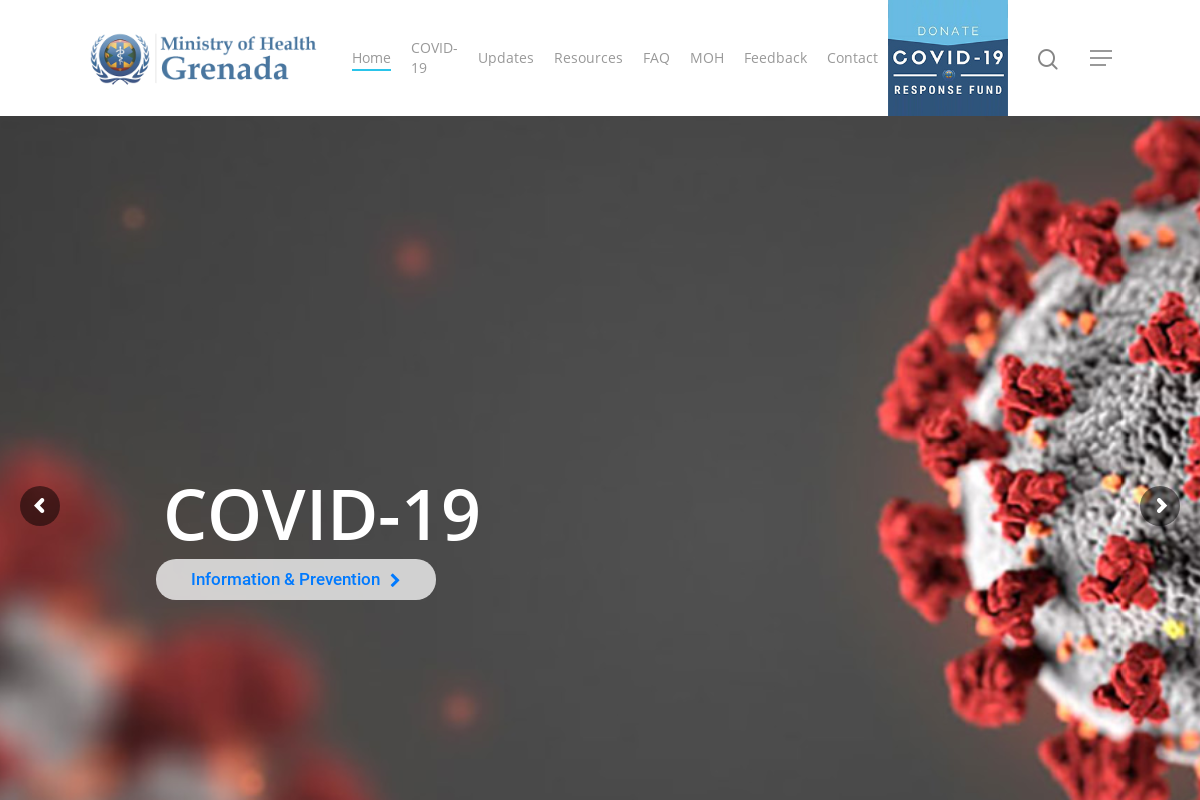 Ministry of Health
Grenada
Home
COVID-
19
Updates
Resources
FAQ
MOH
Feedback
Contact
DONATE
COVID-19
RESPONSE FUND
COVID-19
Information & Prevention